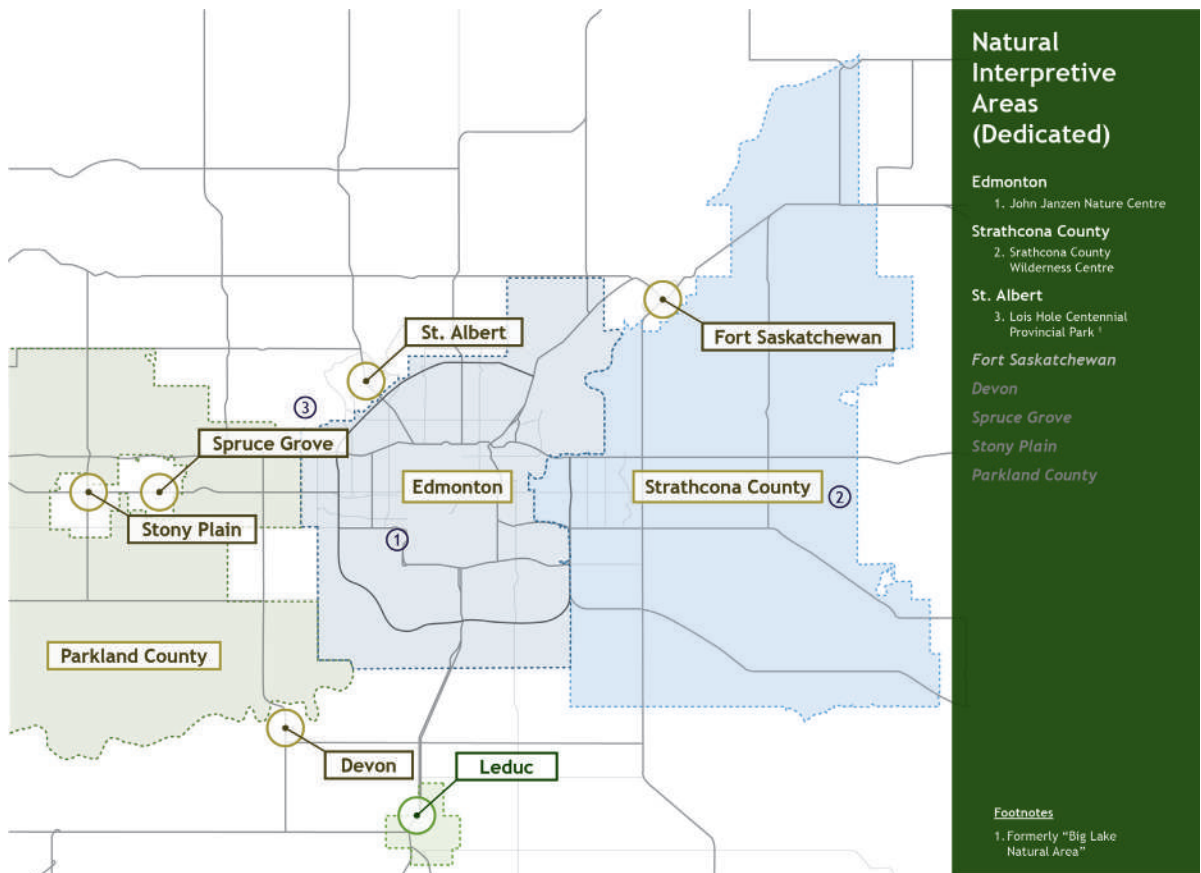 Natural
Interpretive
Areas
(Dedicated)
Edmonton
1. John Janzen Nature Centre
Strathcona County
2. Srathcona County
Wilderness Centre
St. Albert
3. Lois Hole Centennial
Provincial Park ¹
Fort Saskatchewan
Devon
Spruce Grove
Stony Plain
Parkland County
Footnotes
1. Formerly “Big Lake
Natural Area”
St. Albert
Fort Saskatchewan
3
Spruce Grove
Edmonton
Strathcona County
2
Stony Plain
1
Parkland County
Devon
Leduc